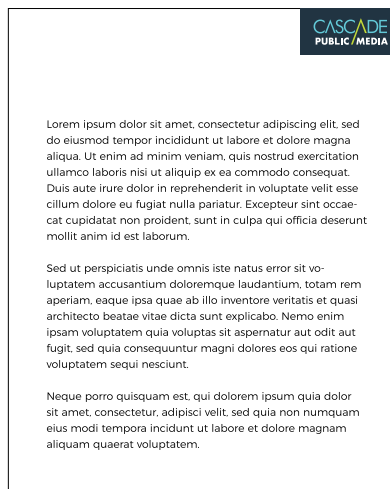 CASCADE
PUBLIC MEDIA
Lorem ipsum dolor sit amet, consectetur adipiscing elit, sed
do eiusmod tempor incididunt ut labore et dolore magna
aliqua. Ut enim ad minim veniam, quis nostrud exercitation
ullamco laboris nisi ut aliquip ex ea commodo consequat.
Duis aute irure dolor in reprehenderit in voluptate velit esse
cillum dolore eu fugiat nulla pariatur. Excepteur sint occae-
cat cupidatat non proident, sunt in culpa qui officia deserunt
mollit anim id est laborum.
Sed ut perspiciatis unde omnis iste natus error sit vo-
luptatem accusantium doloremque laudantium, totam rem
aperiam, eaque ipsa quae ab illo inventore veritatis et quasi
architecto beatae vitae dicta sunt explicabo. Nemo enim
ipsam voluptatem quia voluptas sit aspernatur aut odit aut
fugit, sed quia consequuntur magni dolores eos qui ratione
voluptatem sequi nesciunt.
Neque porro quisquam est, qui dolorem ipsum quia dolor
sit amet, consectetur, adipisci velit, sed quia non numquam
eius modi tempora incidunt ut labore et dolore magnam
aliquam quaerat voluptatem.